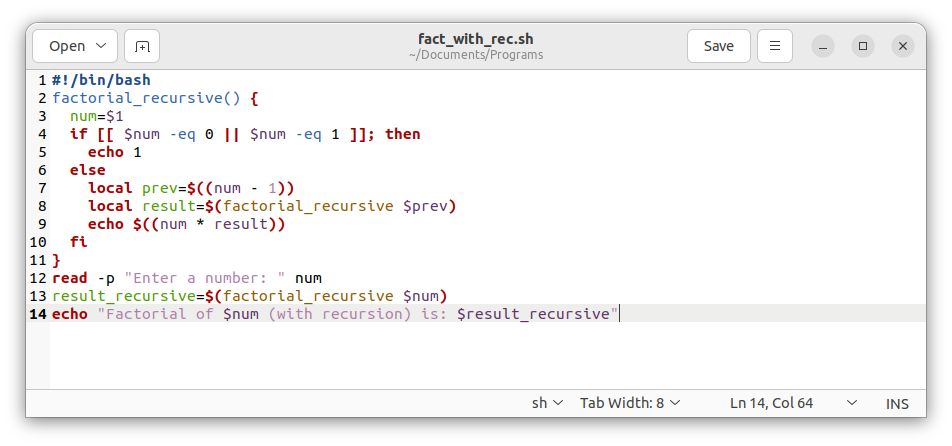 Open
fact_with_rec.sh
~/Documents/Programs
Save
1 #!/bin/bash
2 factorial_recursive() {
3   num=$1
4   if [[ $num -eq 0 || $num -eq 1 ]]; then
5     echo 1
6   else
7     local prev=$((num - 1))
8     local result=$(factorial_recursive $prev)
9     echo $((num * result))
10   fi
11 }
12 read -p "Enter a number: " num
13 result_recursive=$(factorial_recursive $num)
14 echo "Factorial of $num (with recursion) is: $result_recursive"
sh Tab Width: 8 Ln 14, Col 64 INS